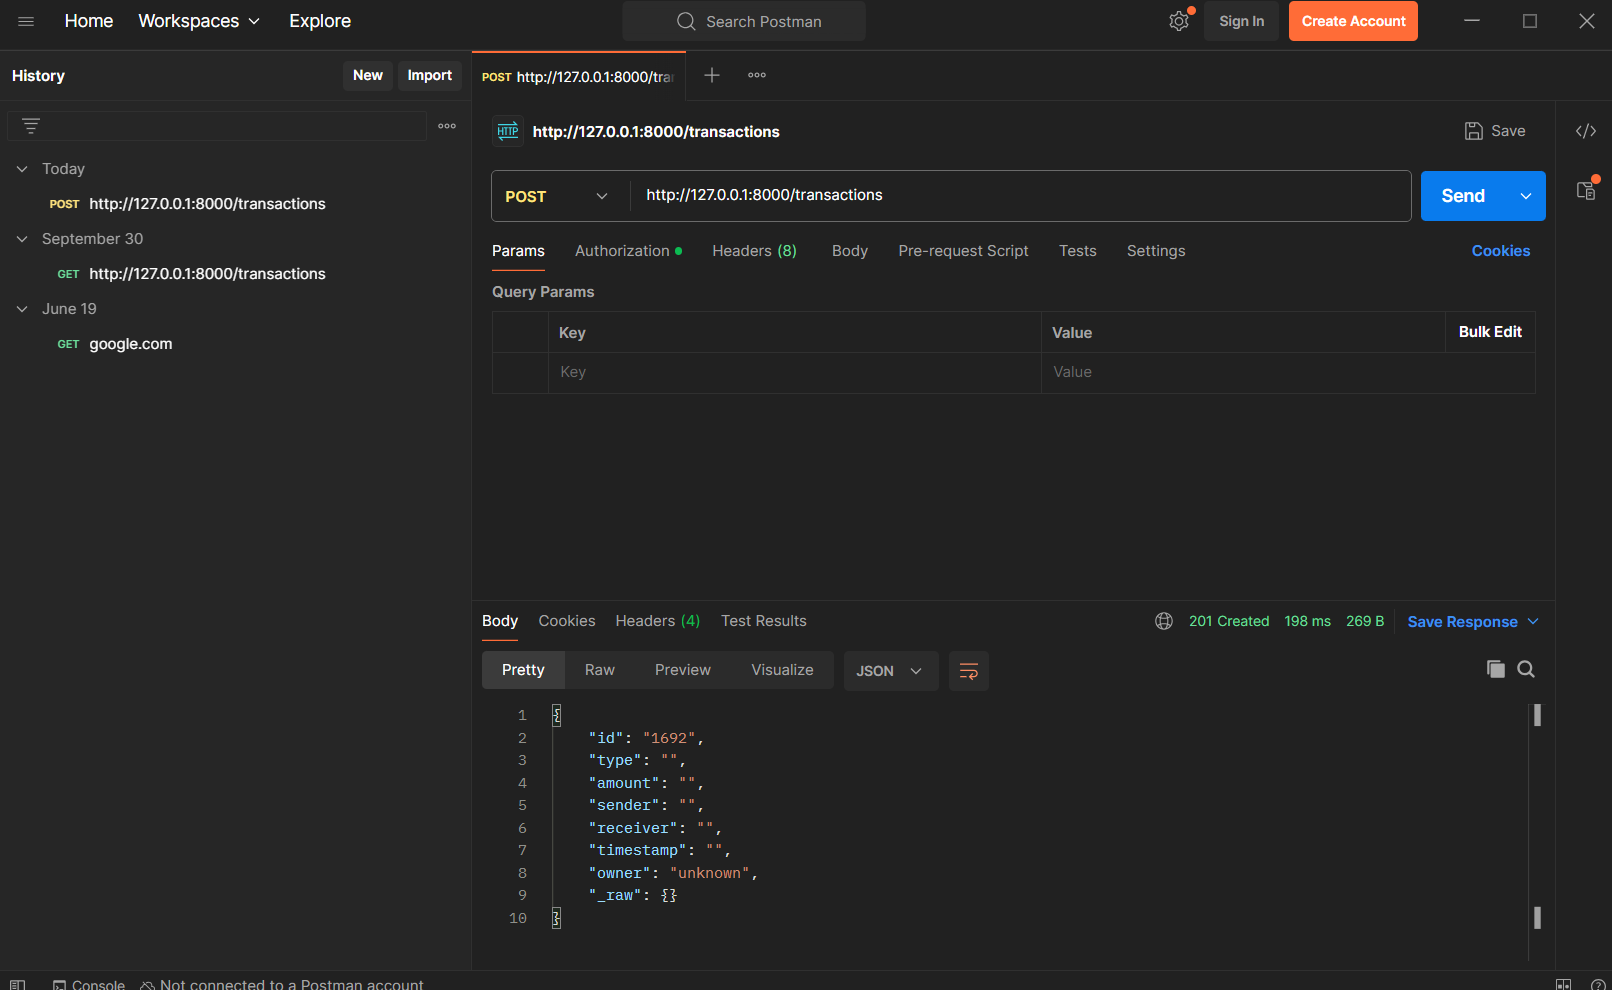 Home Workspaces Explore Search Postman Sign In Create Account
History New Import
POST http://127.0.0.1:8000/tra
HTTP http://127.0.0.1:8000/transactions Save </>
Today
POST http://127.0.0.1:8000/transactions
September 30
GET http://127.0.0.1:8000/transactions
June 19
GET google.com
POST http://127.0.0.1:8000/transactions Send
Params Authorization Headers (8) Body Pre-request Script Tests Settings Cookies
Query Params
Key Value Bulk Edit
Key Value
Body Cookies Headers (4) Test Results 201 Created 198 ms 269 B Save Response
Pretty Raw Preview Visualize JSON
1 {
2 "id": "1692",
3 "type": "",
4 "amount": "",
5 "sender": "",
6 "receiver": "",
7 "timestamp": "",
8 "owner": "unknown",
9 "_raw": {}
10 }
Console Not connected to a Postman account